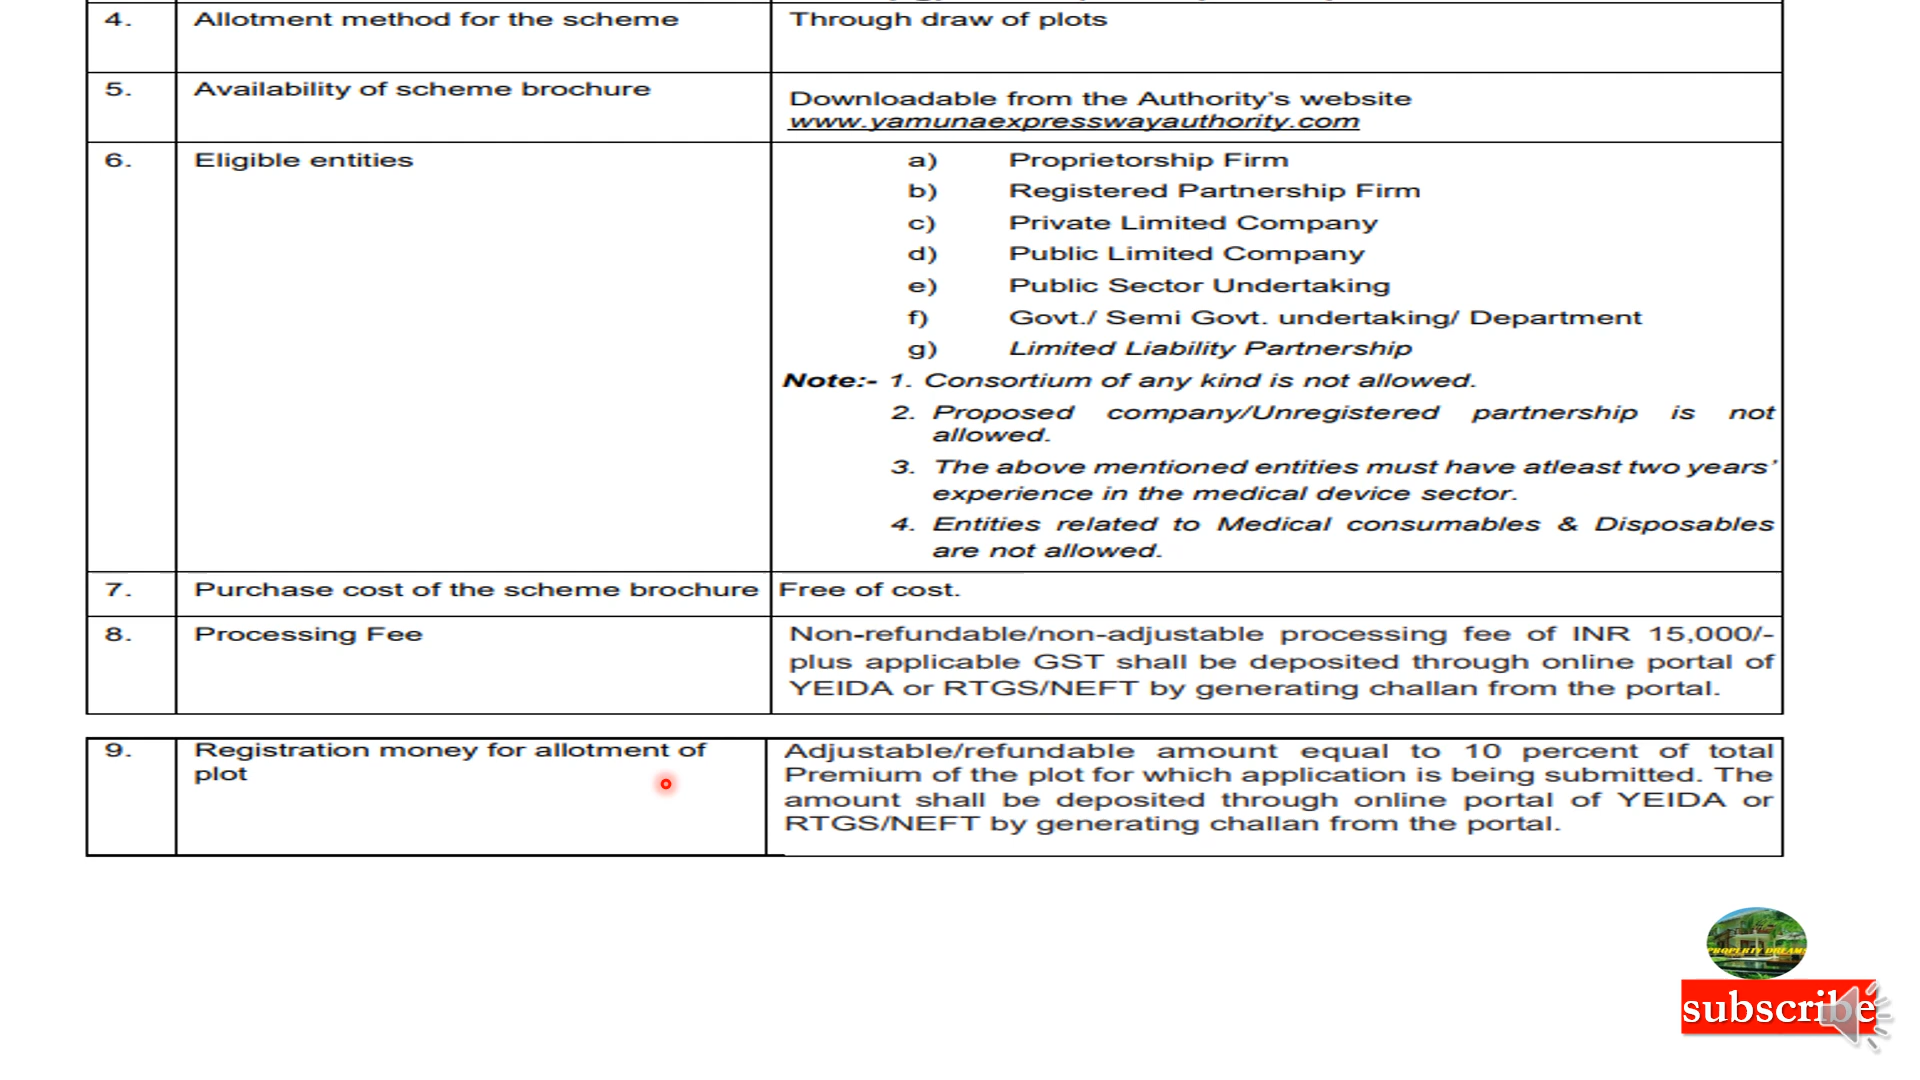 4. Allotment method for the scheme Through draw of plots
5. Availability of scheme brochure Downloadable from the Authority's website
www.yamunaexpresswayauthority.com
6. Eligible entities a) Proprietorship Firm
b) Registered Partnership Firm
c) Private Limited Company
d) Public Limited Company
e) Public Sector Undertaking
f) Govt./ Semi Govt. undertaking/ Department
g) Limited Liability Partnership
Note:- 1. Consortium of any kind is not allowed.
2. Proposed company/Unregistered partnership is not
allowed.
3. The above mentioned entities must have atleast two years'
experience in the medical device sector.
4. Entities related to Medical consumables & Disposables
are not allowed.
7. Purchase cost of the scheme brochure Free of cost.
8. Processing Fee Non-refundable/non-adjustable processing fee of INR 15,000/-
plus applicable GST shall be deposited through online portal of
YEIDA or RTGS/NEFT by generating challan from the portal.
9. Registration money for allotment of Adjustable/refundable amount equal to 10 percent of total
plot Premium of the plot for which application is being submitted. The
amount shall be deposited through online portal of YEIDA or
RTGS/NEFT by generating challan from the portal.
PROPERTY DREAMS
subscribe